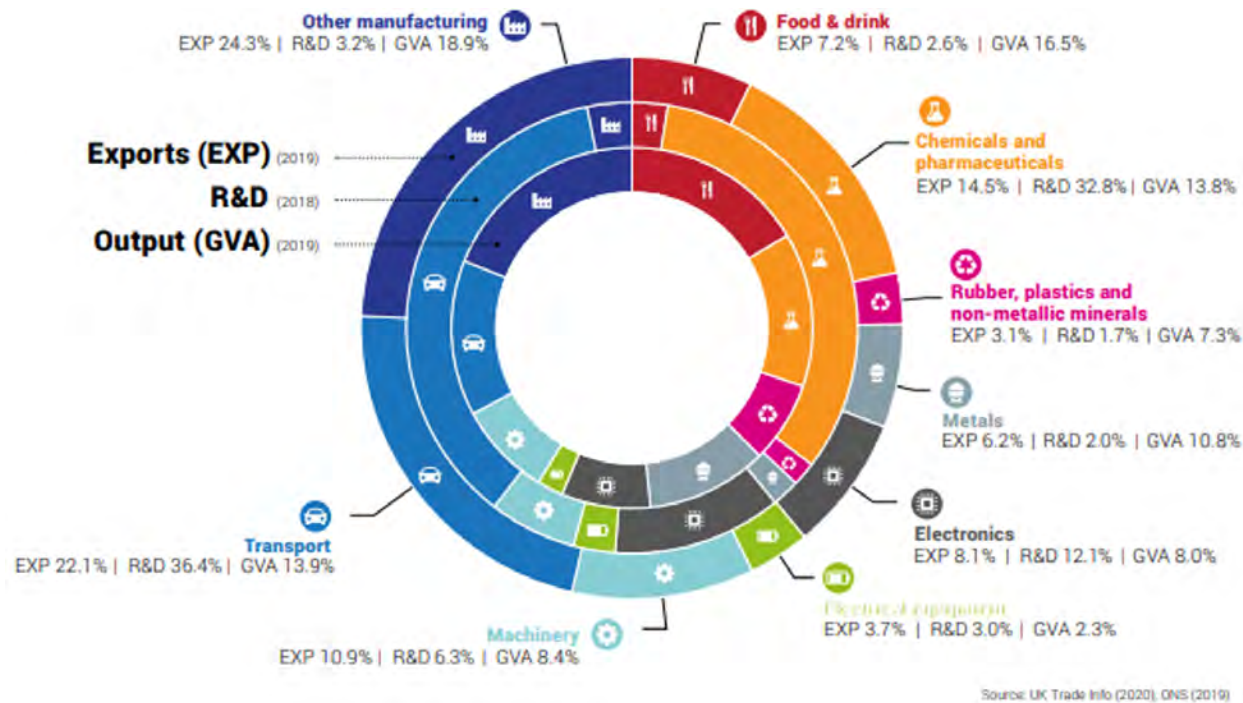 Other manufacturing
EXP 24.3% | R&D 3.2% | GVA 18.9%
Food & drink
EXP 7.2% | R&D 2.6% | GVA 16.5%
Exports (EXP) (2019)
R&D (2018)
Output (GVA) (2019)
Chemicals and
pharmaceuticals
EXP 14.5% | R&D 32.8% | GVA 13.8%
Rubber, plastics and
non-metallic minerals
EXP 3.1% | R&D 1.7% | GVA 7.3%
Metals
EXP 6.2% | R&D 2.0% | GVA 10.8%
Electronics
EXP 8.1% | R&D 12.1% | GVA 8.0%
Electrical equipment
EXP 3.7% | R&D 3.0% | GVA 2.3%
Machinery
EXP 10.9% | R&D 6.3% | GVA 8.4%
Transport
EXP 22.1% | R&D 36.4% | GVA 13.9%
Source: UK Trade Info (2020), ONS (2019)